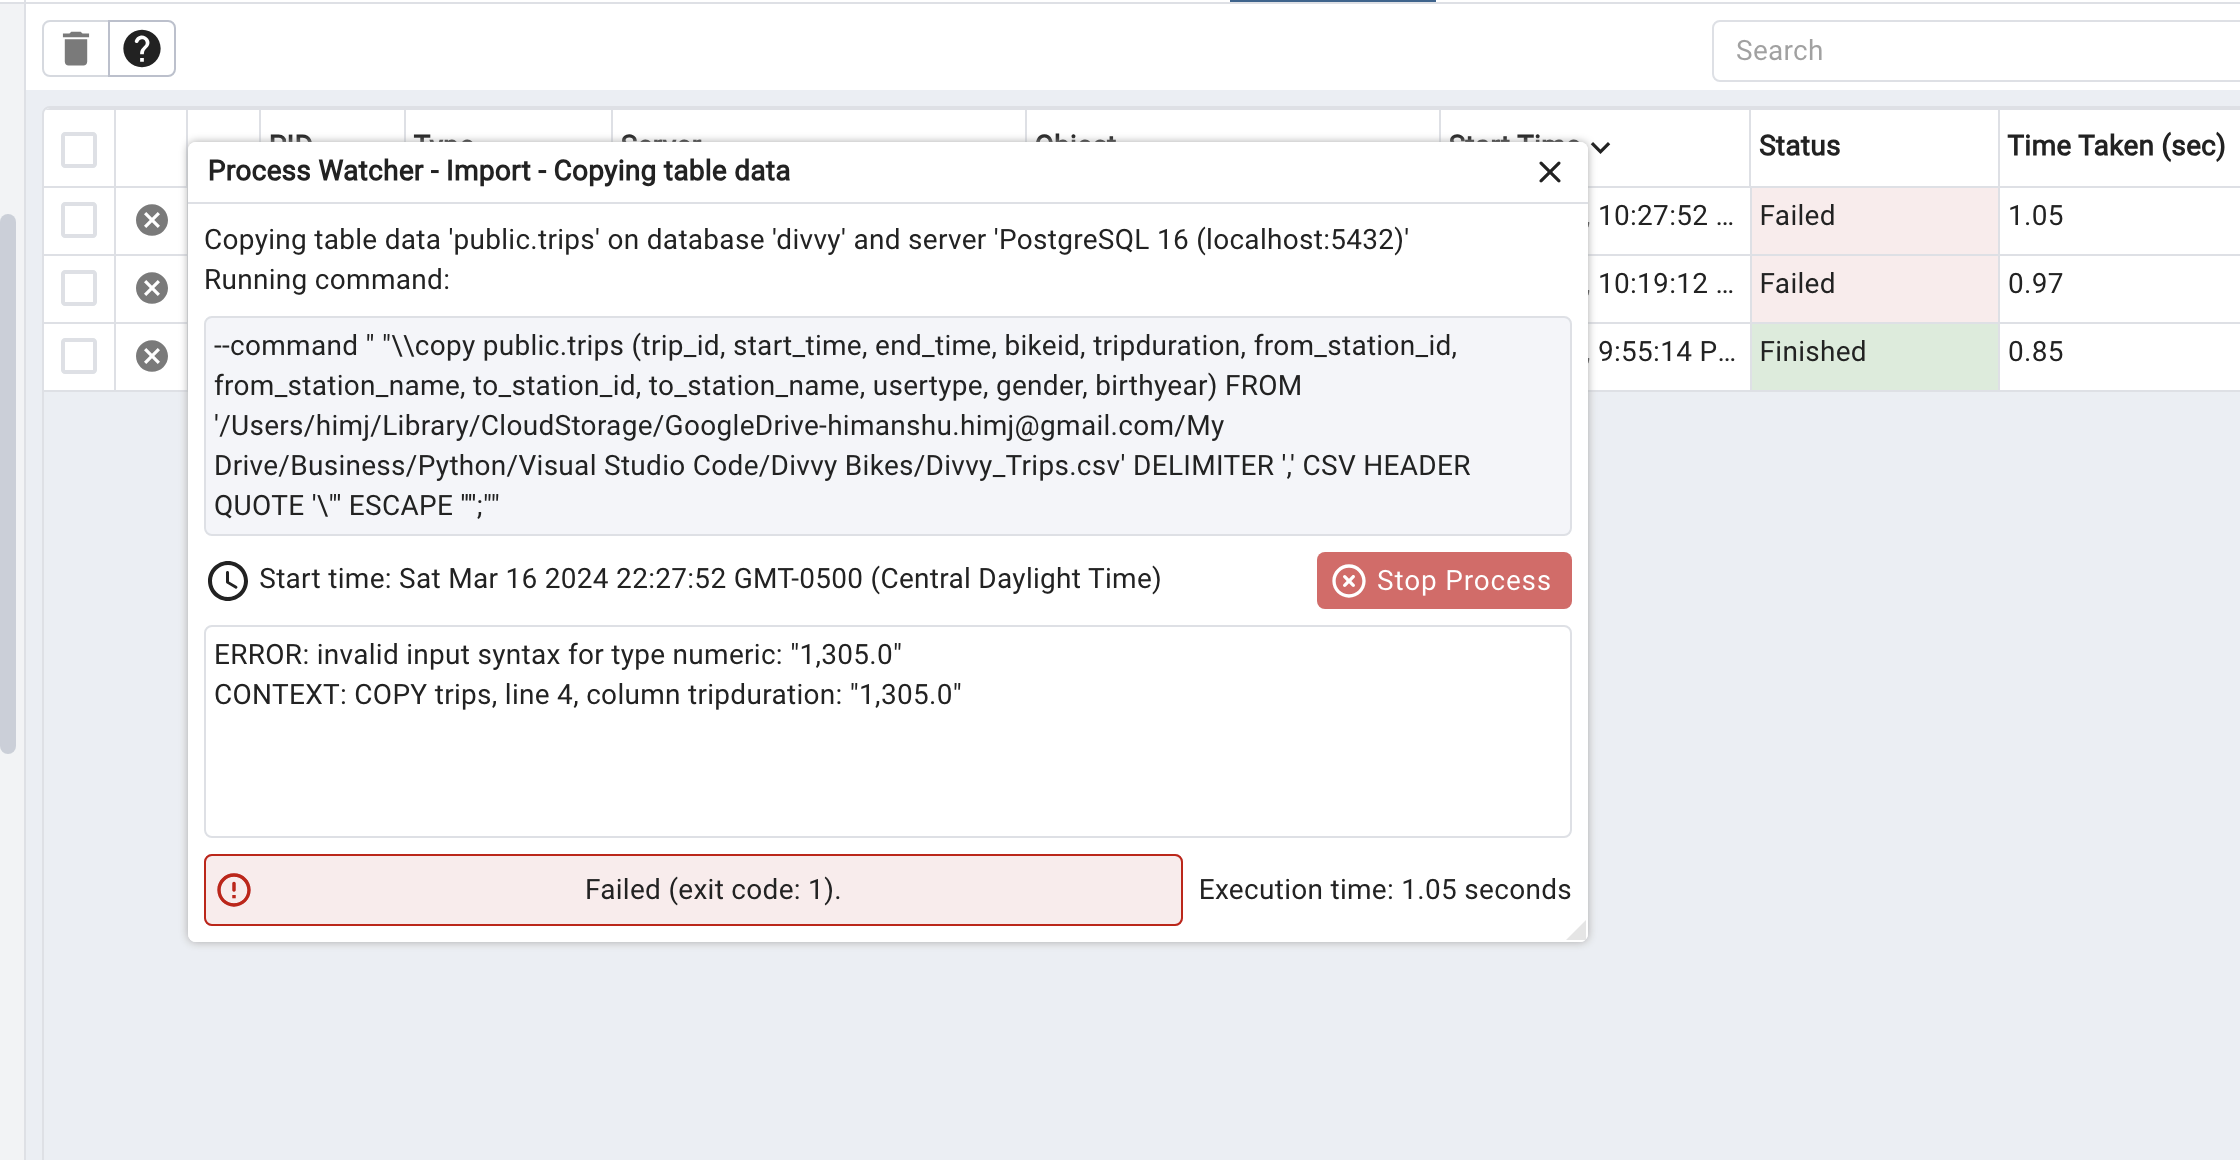 Search
PID Type Server Object Start Time Status Time Taken (sec)
Process Watcher - Import - Copying table data
Copying table data 'public.trips' on database 'divvy' and server 'PostgreSQL 16 (localhost:5432)'
Running command:
--command " "\\copy public.trips (trip_id, start_time, end_time, bikeid, tripduration, from_station_id,
from_station_name, to_station_id, to_station_name, usertype, gender, birthyear) FROM
'/Users/himj/Library/CloudStorage/GoogleDrive-himanshu.himj@gmail.com/My
Drive/Business/Python/Visual Studio Code/Divvy Bikes/Divvy_Trips.csv' DELIMITER ',' CSV HEADER
QUOTE '\"' ESCAPE '''';""
Start time: Sat Mar 16 2024 22:27:52 GMT-0500 (Central Daylight Time)
Stop Process
ERROR: invalid input syntax for type numeric: "1,305.0"
CONTEXT: COPY trips, line 4, column tripduration: "1,305.0"
Failed (exit code: 1).
Execution time: 1.05 seconds
, 10:27:52 ... Failed 1.05
, 10:19:12 ... Failed 0.97
, 9:55:14 P... Finished 0.85